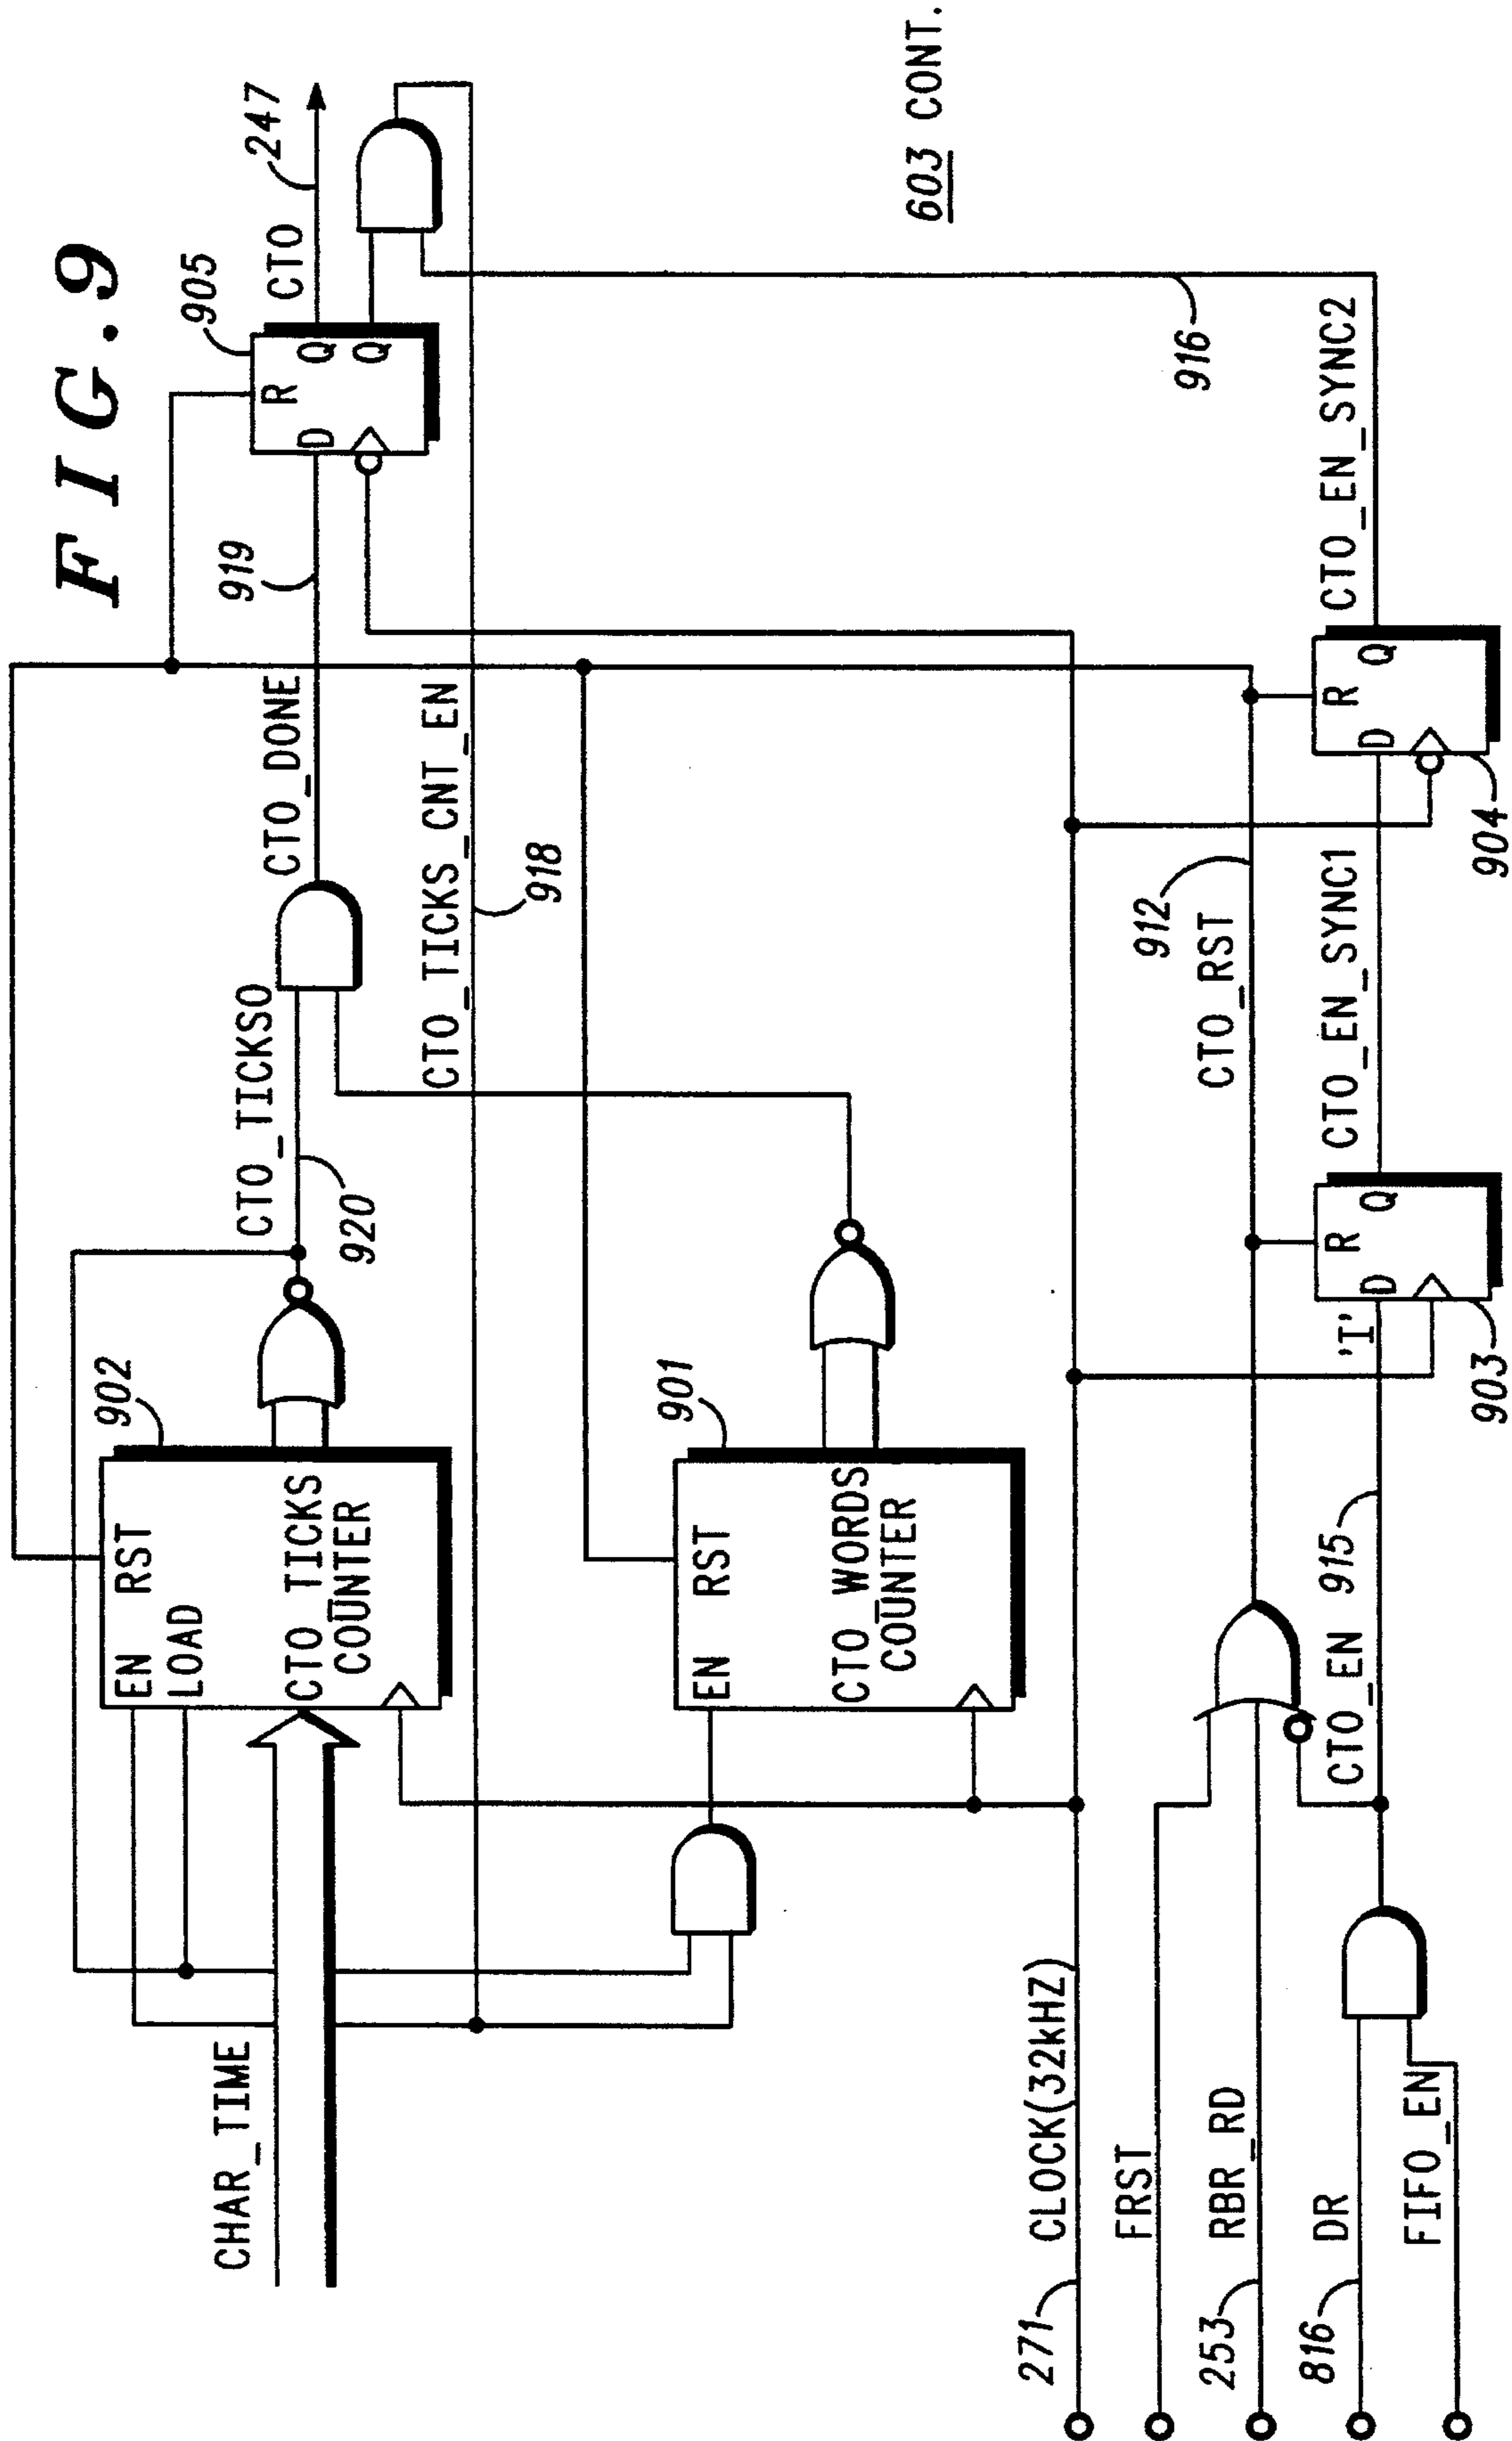 FIG.9
CHAR_TIME
EN RST
LOAD
CTO_TICKS
COUNTER
902
CTO_TICKS0
920
CTO_DONE
919
905
D R Q
Q
CTO
247
CTO_TICKS_CNT_EN
918
EN RST
CTO_WORDS
COUNTER
901
603 CONT.
271
CLOCK(32kHZ)
FRST
253
RBR_RD
816
DR
FIFO_EN
CTO_EN
915
'I'
D R Q
903
CTO_RST
912
CTO_EN_SYNC1
D R Q
904
CTO_EN_SYNC2
916